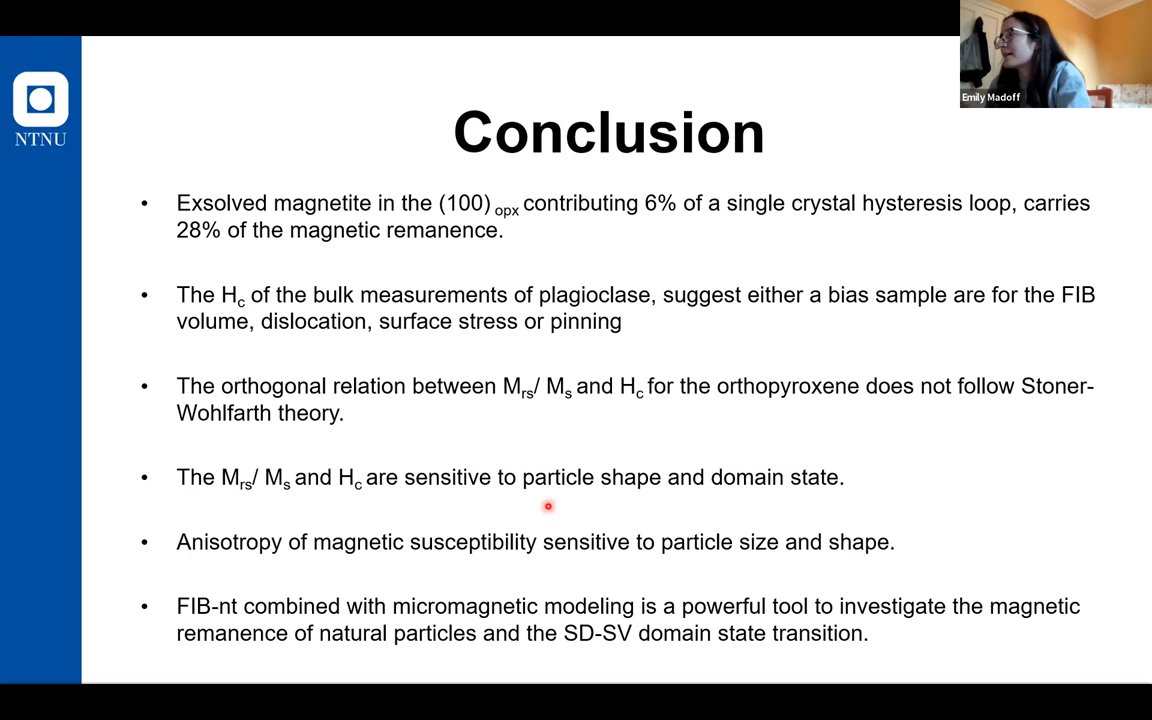 Emily Madoff
NTNU
Conclusion
• Exsolved magnetite in the (100) opx contributing 6% of a single crystal hysteresis loop, carries
28% of the magnetic remanence.
• The Hc of the bulk measurements of plagioclase, suggest either a bias sample are for the FIB
volume, dislocation, surface stress or pinning
• The orthogonal relation between Mrs/ Ms and Hc for the orthopyroxene does not follow Stoner-
Wohlfarth theory.
• The Mrs/ Ms and Hc are sensitive to particle shape and domain state.
• Anisotropy of magnetic susceptibility sensitive to particle size and shape.
• FIB-nt combined with micromagnetic modeling is a powerful tool to investigate the magnetic
remanence of natural particles and the SD-SV domain state transition.